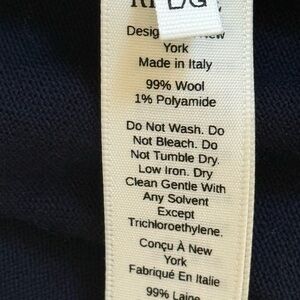 L/G
Desig New
York
Made in Italy
99% Wool
1% Polyamide
Do Not Wash. Do
Not Bleach. Do
Not Tumble Dry.
Low Iron. Dry
Clean Gentle With
Any Solvent
Except
Trichloroethylene.
Conçu À New
York
Fabriqué En Italie
99% Laine